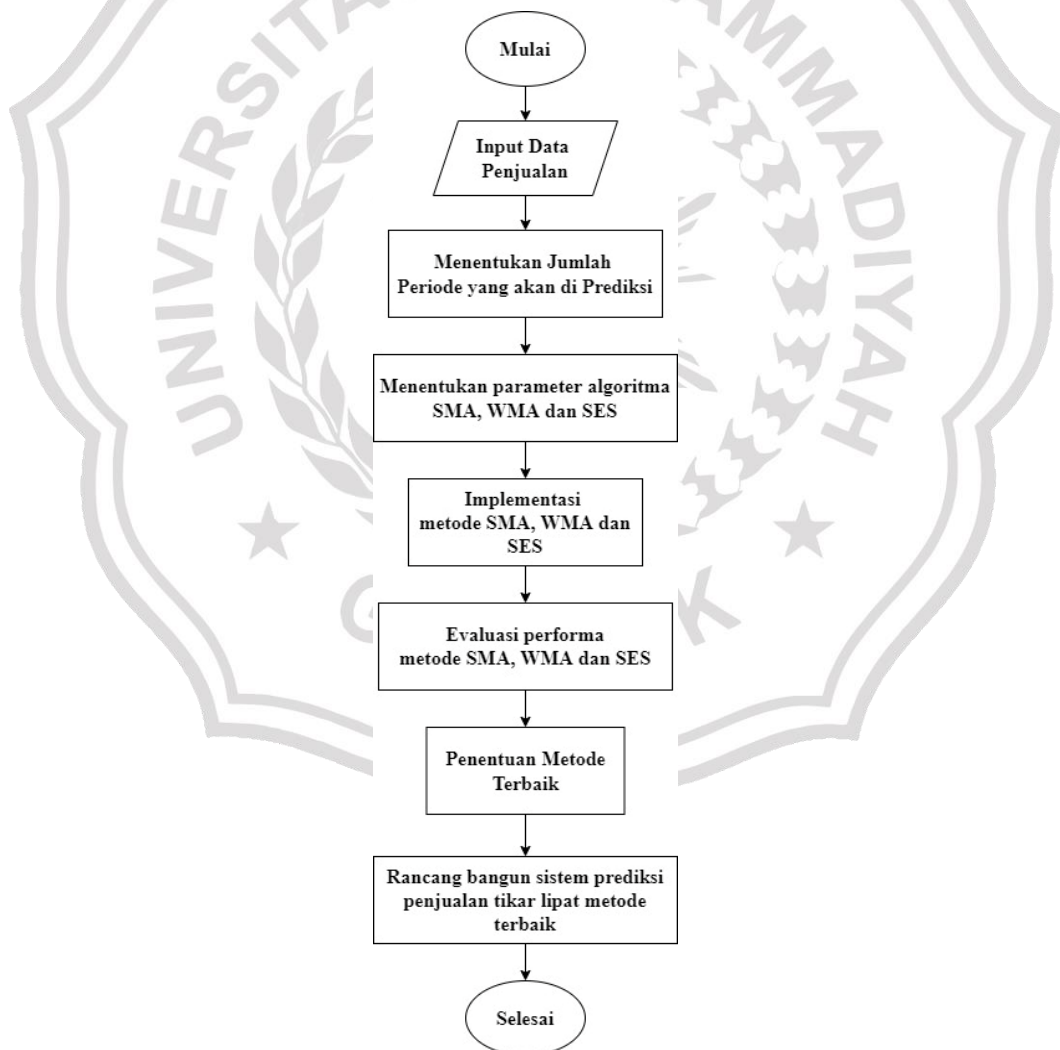 Mulai
Input Data
Penjualan
Menentukan Jumlah
Periode yang akan di Prediksi
Menentukan parameter algoritma
SMA, WMA dan SES
Implementasi
metode SMA, WMA dan
SES
Evaluasi performa
metode SMA, WMA dan SES
Penentuan Metode
Terbaik
Rancang bangun sistem prediksi
penjualan tikar lipat metode
terbaik
Selesai